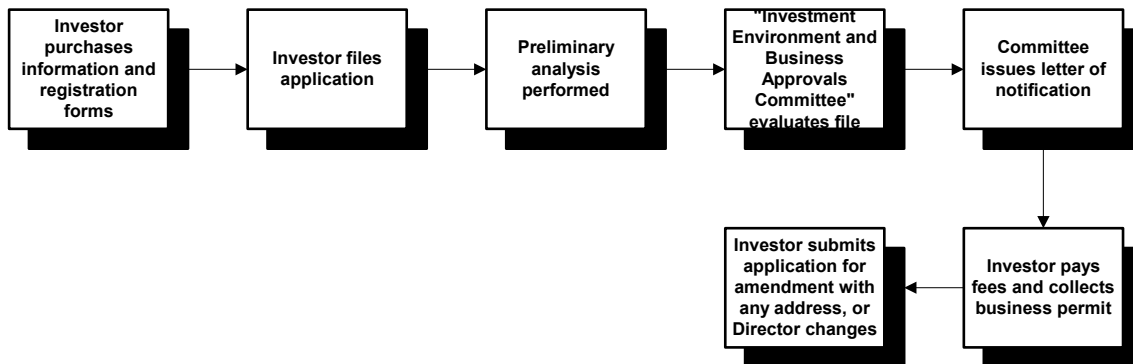 Investor
purchases
information and
registration
forms
Investor files
application
Preliminary
analysis
performed
"Investment
Environment and
Business
Approvals
Committee"
evaluates file
Committee
issues letter of
notification
Investor submits
application for
amendment with
any address, or
Director changes
Investor pays
fees and collects
business permit